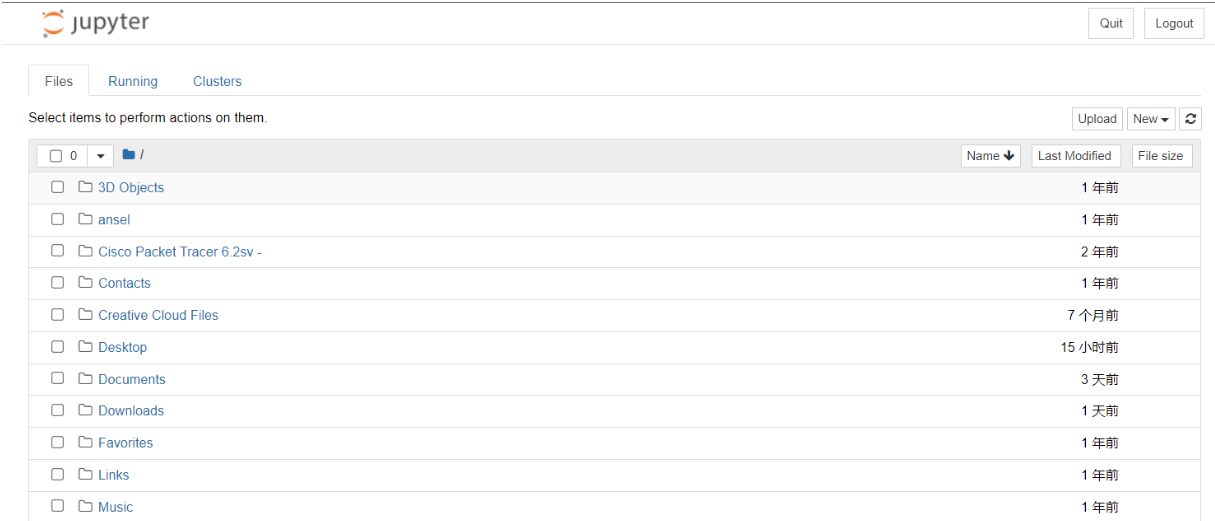 jupyter Quit Logout
Files Running Clusters
Select items to perform actions on them. Upload New
0 / Name Last Modified File size
3D Objects 1 年前
ansel 1 年前
Cisco Packet Tracer 6.2sv - 2 年前
Contacts 1 年前
Creative Cloud Files 7 个月前
Desktop 15 小时前
Documents 3 天前
Downloads 1 天前
Favorites 1 年前
Links 1 年前
Music 1 年前